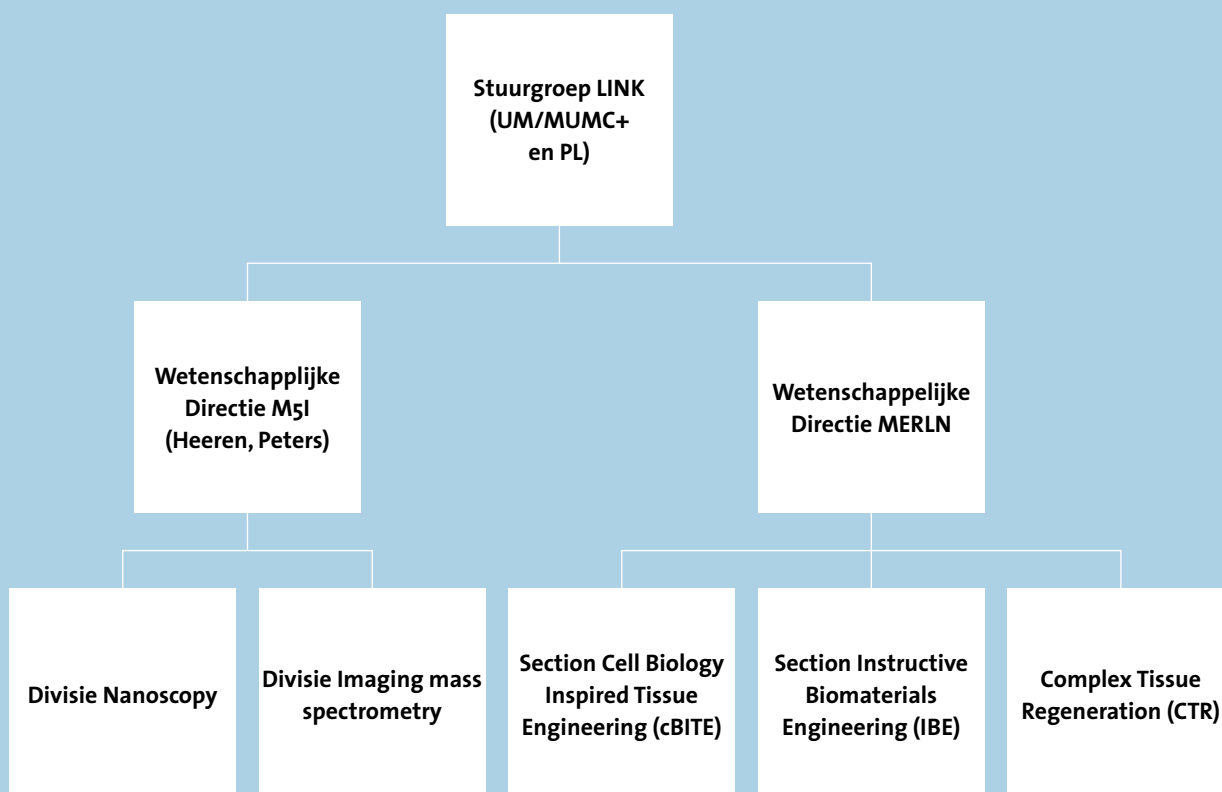 Stuurgroep LINK
(UM/MUMC+
en PL)
Wetenschapplijke
Directie M5I
(Heeren, Peters)
Wetenschappelijke
Directie MERLN
Divisie Nanoscopy
Divisie Imaging mass
spectrometry
Section Cell Biology
Inspired Tissue
Engineering (cBITE)
Section Instructive
Biomaterials
Engineering (IBE)
Complex Tissue
Regeneration (CTR)